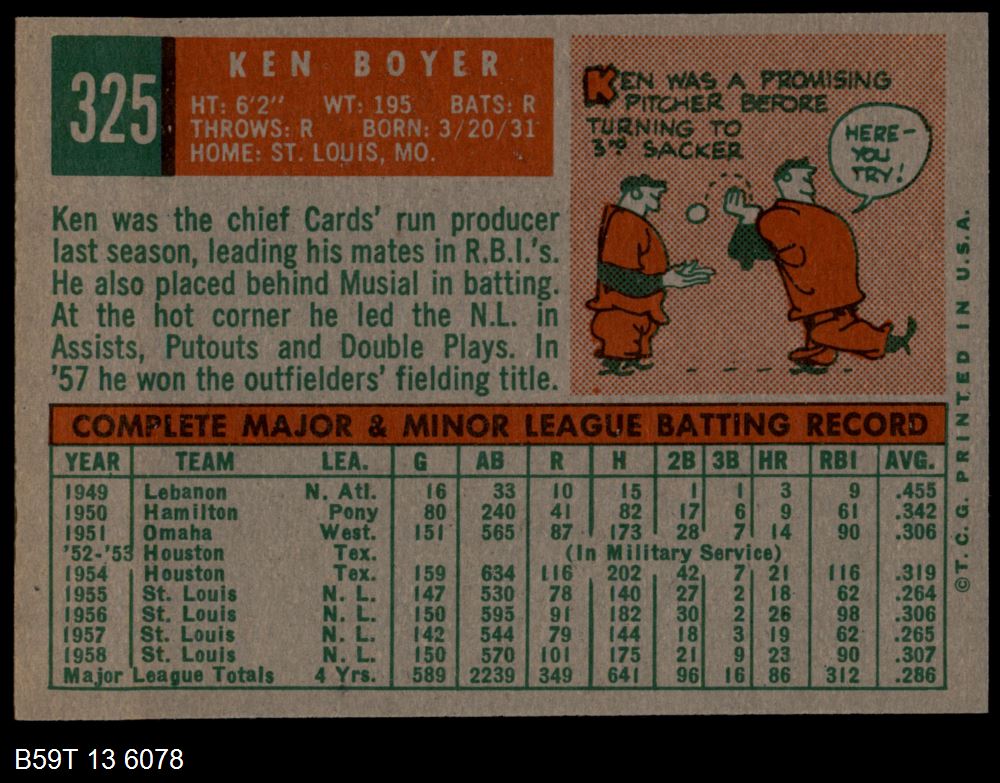 325
KEN BOYER
HT: 6'2" WT: 195 BATS: R
THROWS: R BORN: 3/20/31
HOME: ST. LOUIS, MO.
Ken was the chief Cards' run producer
last season, leading his mates in R.B.I.'s.
He also placed behind Musial in batting.
At the hot corner he led the N.L. in
Assists, Putouts and Double Plays. In
'57 he won the outfielders' fielding title.
KEN WAS A PROMISING
PITCHER BEFORE
TURNING TO
3RD SACKER
HERE-
YOU
TRY!
COMPLETE MAJOR & MINOR LEAGUE BATTING RECORD
YEAR TEAM LEA. G AB R H 2B 3B HR RBI AVG.
1949 Lebanon N. Atl. 16 33 10 15 1 1 3 9 .455
1950 Hamilton Pony 80 240 41 82 17 6 9 61 .342
1951 Omaha West. 151 565 87 173 28 7 14 90 .306
'52-'53 Houston Tex. (In Military Service)
1954 Houston Tex. 159 634 116 202 42 7 21 116 .319
1955 St. Louis N. L. 147 530 78 140 27 2 18 62 .264
1956 St. Louis N. L. 150 595 91 182 30 2 26 98 .306
1957 St. Louis N. L. 142 544 79 144 18 3 19 62 .265
1958 St. Louis N. L. 150 570 101 175 21 9 23 90 .307
Major League Totals 4 Yrs. 589 2239 349 641 96 16 86 312 .286
©T.C.G. PRINTED IN U.S.A.
B59T 13 6078